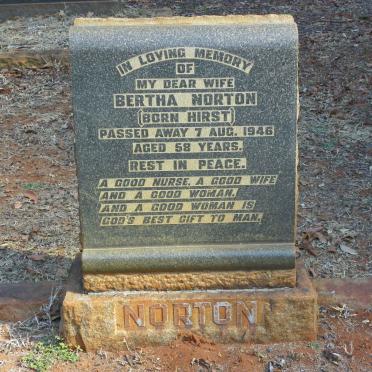 IN LOVING MEMORY
OF
MY DEAR WIFE
BERTHA NORTON
(BORN HIRST)
PASSED AWAY 7 AUG. 1946
AGED 58 YEARS.
REST IN PEACE.
A GOOD NURSE, A GOOD WIFE
AND A GOOD WOMAN,
AND A GOOD WOMAN IS
GOD'S BEST GIFT TO MAN.
NORTON